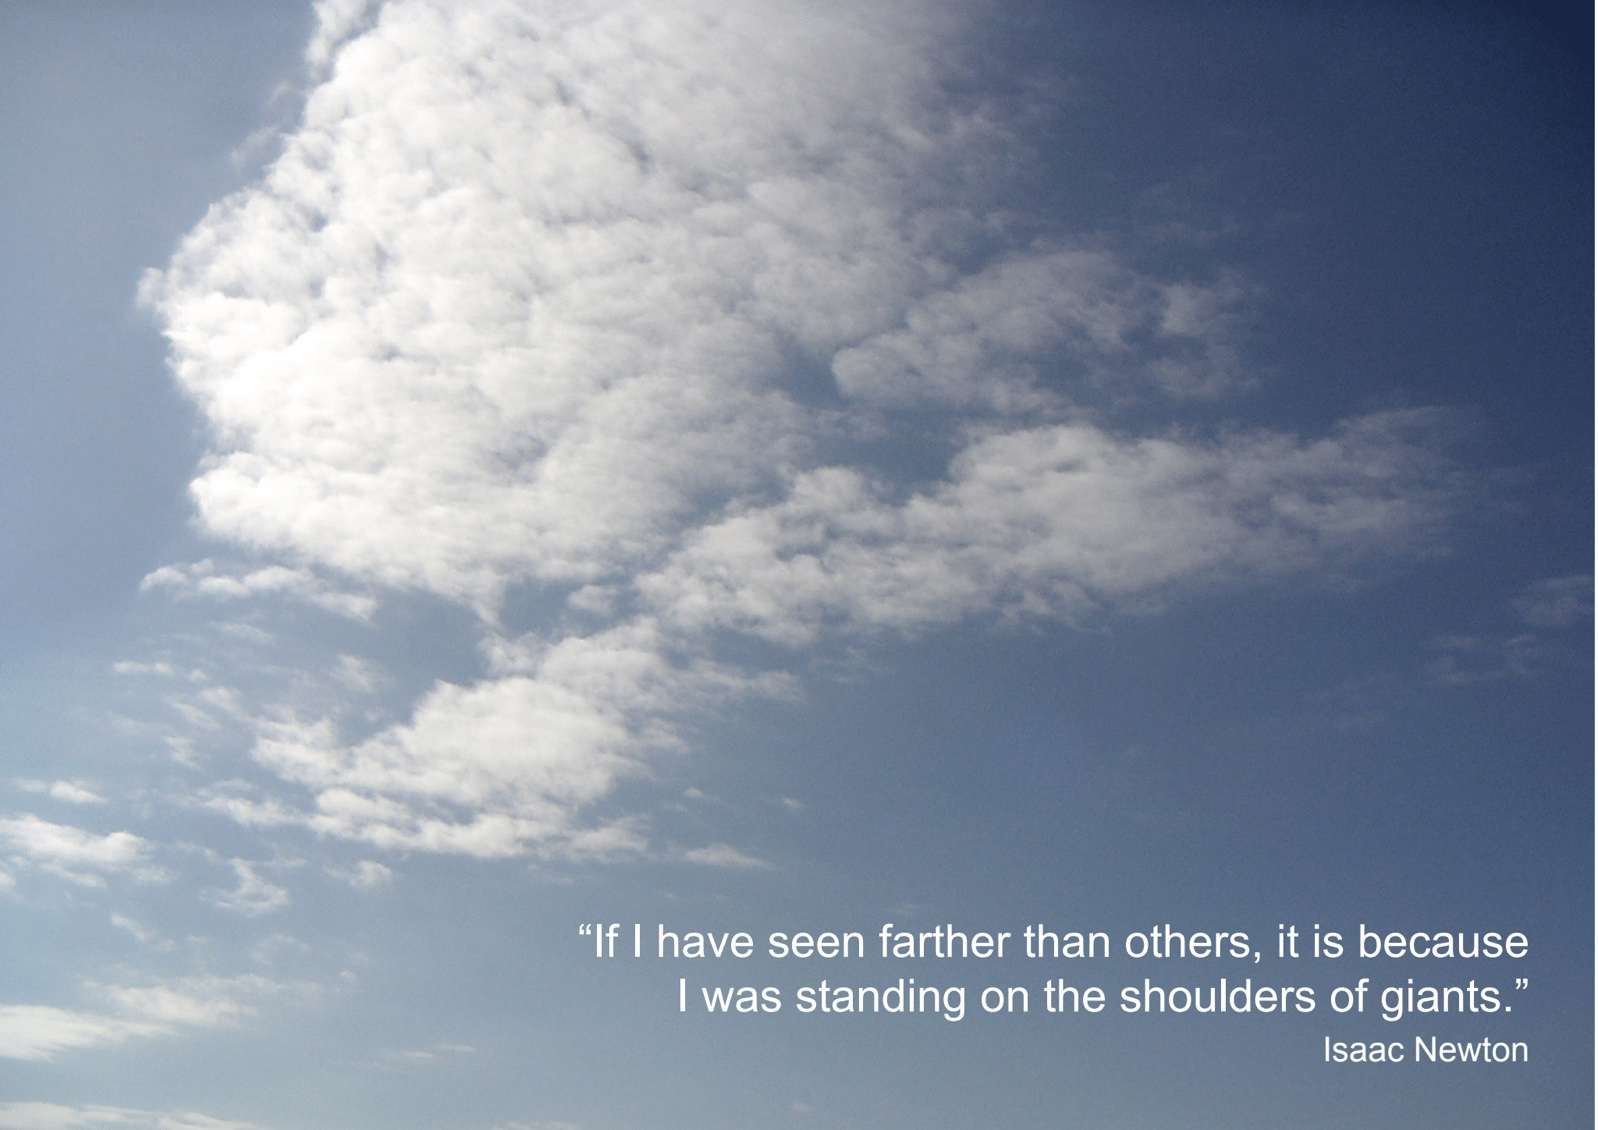 “If I have seen farther than others, it is because
I was standing on the shoulders of giants.”
Isaac Newton